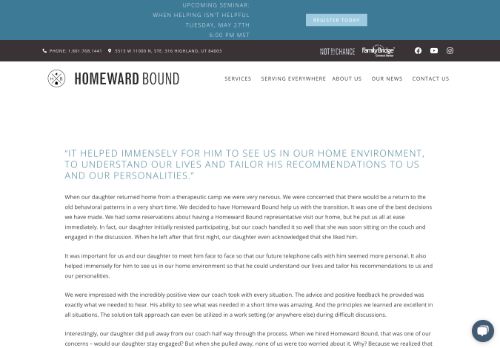 UPCOMING SEMINAR:
WHEN HELPING ISN'T HELPFUL
TUESDAY, MAY 27TH
6:00 PM MST
REGISTER TODAY
PHONE: 1.801.768.1441
5513 W 11000 N, STE. 316 HIGHLAND, UT 84003
NOT BY CHANCE
FamilyBridge
HOMEWARD BOUND
SERVICES
SERVING EVERYWHERE
ABOUT US
OUR NEWS
CONTACT US
"IT HELPED IMMENSELY FOR HIM TO SEE US IN OUR HOME ENVIRONMENT,
TO UNDERSTAND OUR LIVES AND TAILOR HIS RECOMMENDATIONS TO US
AND OUR PERSONALITIES."
When our daughter returned home from a therapeutic camp we were very nervous. We were concerned that there would be a return to the
old behavioral patterns in a very short time. We decided to have Homeward Bound help us with the transition. It was one of the best decisions
we have made. We had some reservations about having a Homeward Bound representative visit our home, but he put us all at ease
immediately. In fact, our daughter initially resisted participating, but our coach handled it so well that she was soon sitting on the couch and
engaged in the discussion. When he left after that first night, our daughter even acknowledged that she liked him.
It was important for us and our daughter to meet him face to face so that our future telephone calls with him seemed more personal. It also
helped immensely for him to see us in our home environment so that he could understand our lives and tailor his recommendations to us and
our personalities.
We were impressed with the incredibly positive view our coach took with every situation. The advice and positive feedback he provided was
exactly what we needed to hear. His ability to see what was needed in a short time was amazing. And the principles we learned are excellent in
all situations. The solution talk approach can even be utilized in a work setting (or anywhere else) during difficult discussions.
Interestingly, our daughter did pull away from our coach half way through the process. When we hired Homeward Bound, that was one of our
concerns – would our daughter stay engaged? But when she pulled away, none of us were too worried about it. Why? Because we realized that